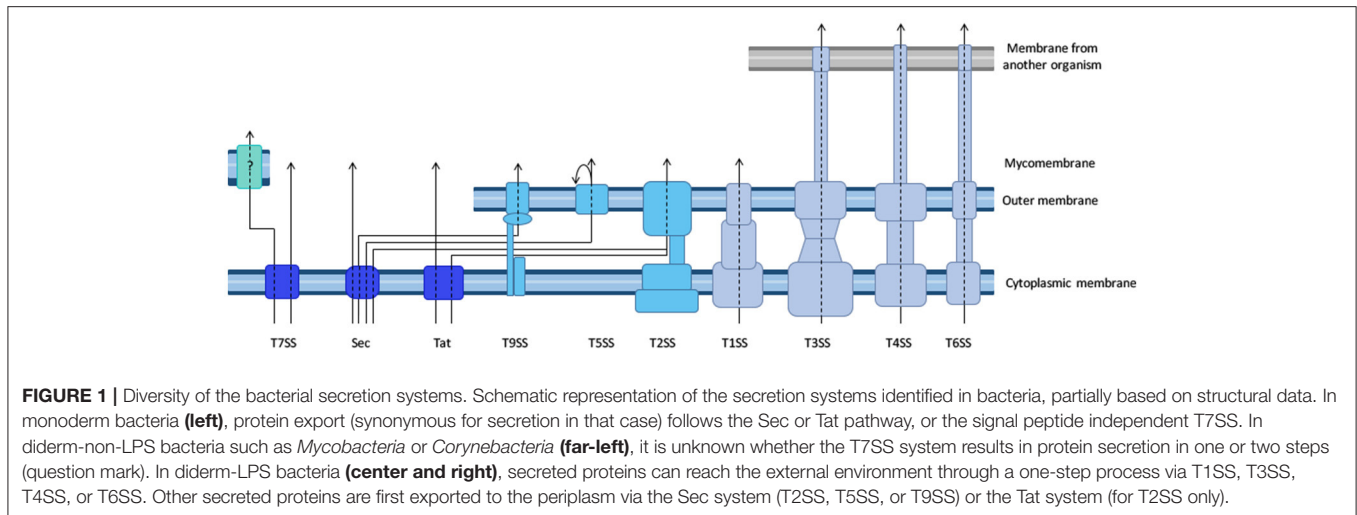 Membrane from
another organism
?
Mycomembrane
Outer membrane
Cytoplasmic membrane
T7SS Sec Tat T9SS T5SS T2SS T1SS T3SS T4SS T6SS
FIGURE 1 | Diversity of the bacterial secretion systems. Schematic representation of the secretion systems identified in bacteria, partially based on structural data. In
monoderm bacteria (left), protein export (synonymous for secretion in that case) follows the Sec or Tat pathway, or the signal peptide independent T7SS. In
diderm-non-LPS bacteria such as Mycobacteria or Corynebacteria (far-left), it is unknown whether the T7SS system results in protein secretion in one or two steps
(question mark). In diderm-LPS bacteria (center and right), secreted proteins can reach the external environment through a one-step process via T1SS, T3SS,
T4SS, or T6SS. Other secreted proteins are first exported to the periplasm via the Sec system (T2SS, T5SS, or T9SS) or the Tat system (for T2SS only).